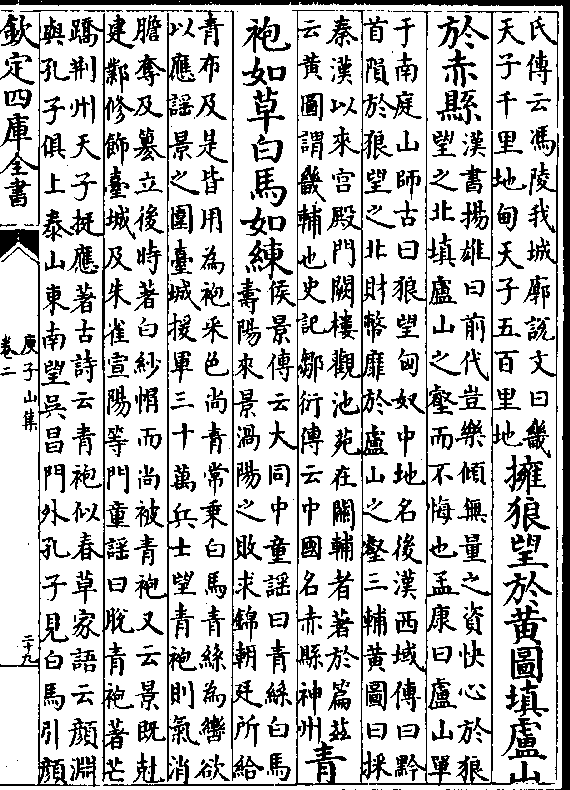 氏傳云馮陵我城廓說文曰畿
天子千里地甸天子五百里地
擁狼望於黃圖填盧山
於赤縣
漢書揚雄曰前代豈樂傾無量之資快心於狼
望之北填盧山之壑而不悔也孟康曰盧山單
于南庭山師古曰狼望匈奴中地名後漢西域傳曰黔
首隕於狼望之北財幣靡於盧山之壑三輔黃圖曰採
秦漢以來宮殿門闕樓觀池苑在關輔者著於篇茲
云黃圖謂畿輔也史記鄒衍傳云中國名赤縣神州
青
袍如草白馬如練
侯景傳云大同中童謠曰青絲白馬
壽陽來景渦陽之敗求錦朝廷所給
青布及是皆用為袍采色尚青常乘白馬青絲為轡欲
以應謠景之圍臺城援軍三十萬兵士望青袍則氣消
膽奪及篡立後時著白紗帽而尚被青袍又云景既剋
建鄴修飾臺城及朱雀宣陽等門童謠曰脫青袍著芒
蹻荆州天子挺應著古詩云青袍似春草家語云顏淵
與孔子俱上泰山東南望吳昌門外孔子見白馬引顏
欽定四庫全書
庾子山集
卷二
二十九